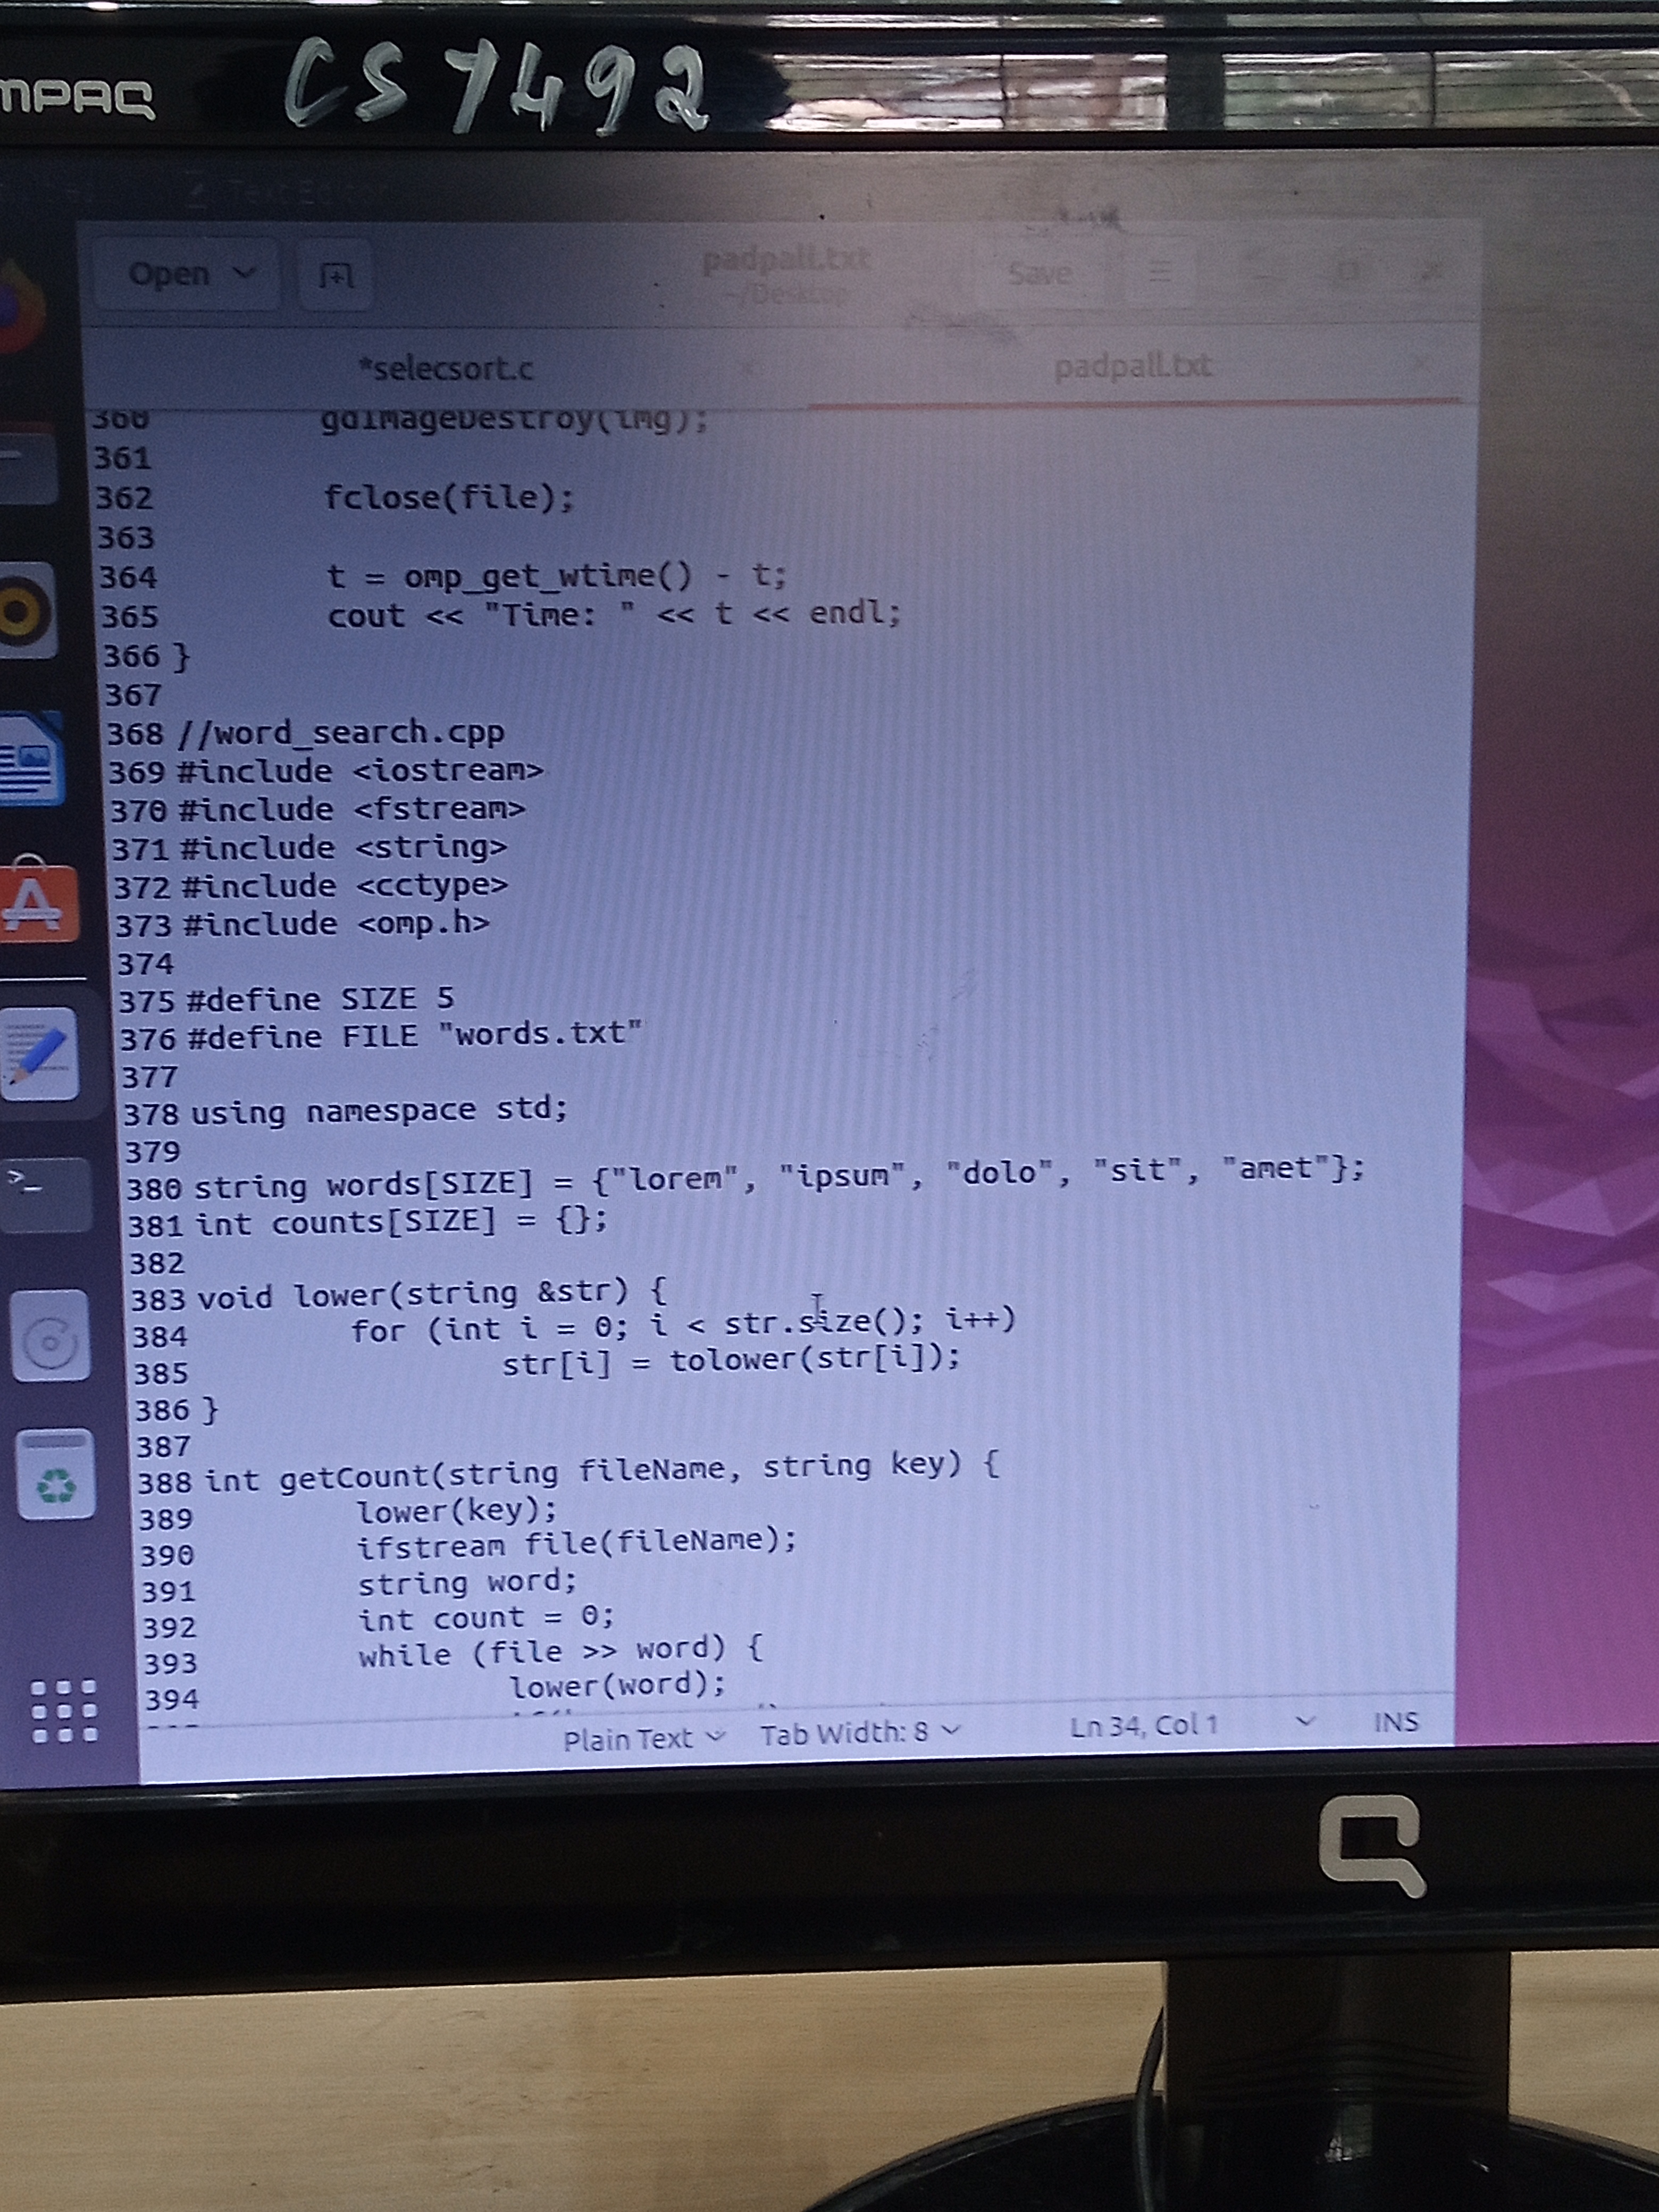 MPAQ
CS 7492
Text Editor
Open
padpall.txt
~/Desktop
Save
*selecsort.c
padpall.txt
360 gdImageDestroy(img);
361
362 fclose(file);
363
364 t = omp_get_wtime() - t;
365 cout << "Time: " << t << endl;
366 }
367
368 //word_search.cpp
369 #include <iostream>
370 #include <fstream>
371 #include <string>
372 #include <cctype>
373 #include <omp.h>
374
375 #define SIZE 5
376 #define FILE "words.txt"
377
378 using namespace std;
379
380 string words[SIZE] = {"lorem", "ipsum", "dolo", "sit", "amet"};
381 int counts[SIZE] = {};
382
383 void lower(string &str) {
384 for (int i = 0; i < str.size(); i++)
385 str[i] = tolower(str[i]);
386 }
387
388 int getCount(string fileName, string key) {
389 lower(key);
390 ifstream file(fileName);
391 string word;
392 int count = 0;
393 while (file >> word) {
394 lower(word);
Plain Text
Tab Width: 8
Ln 34, Col 1
INS